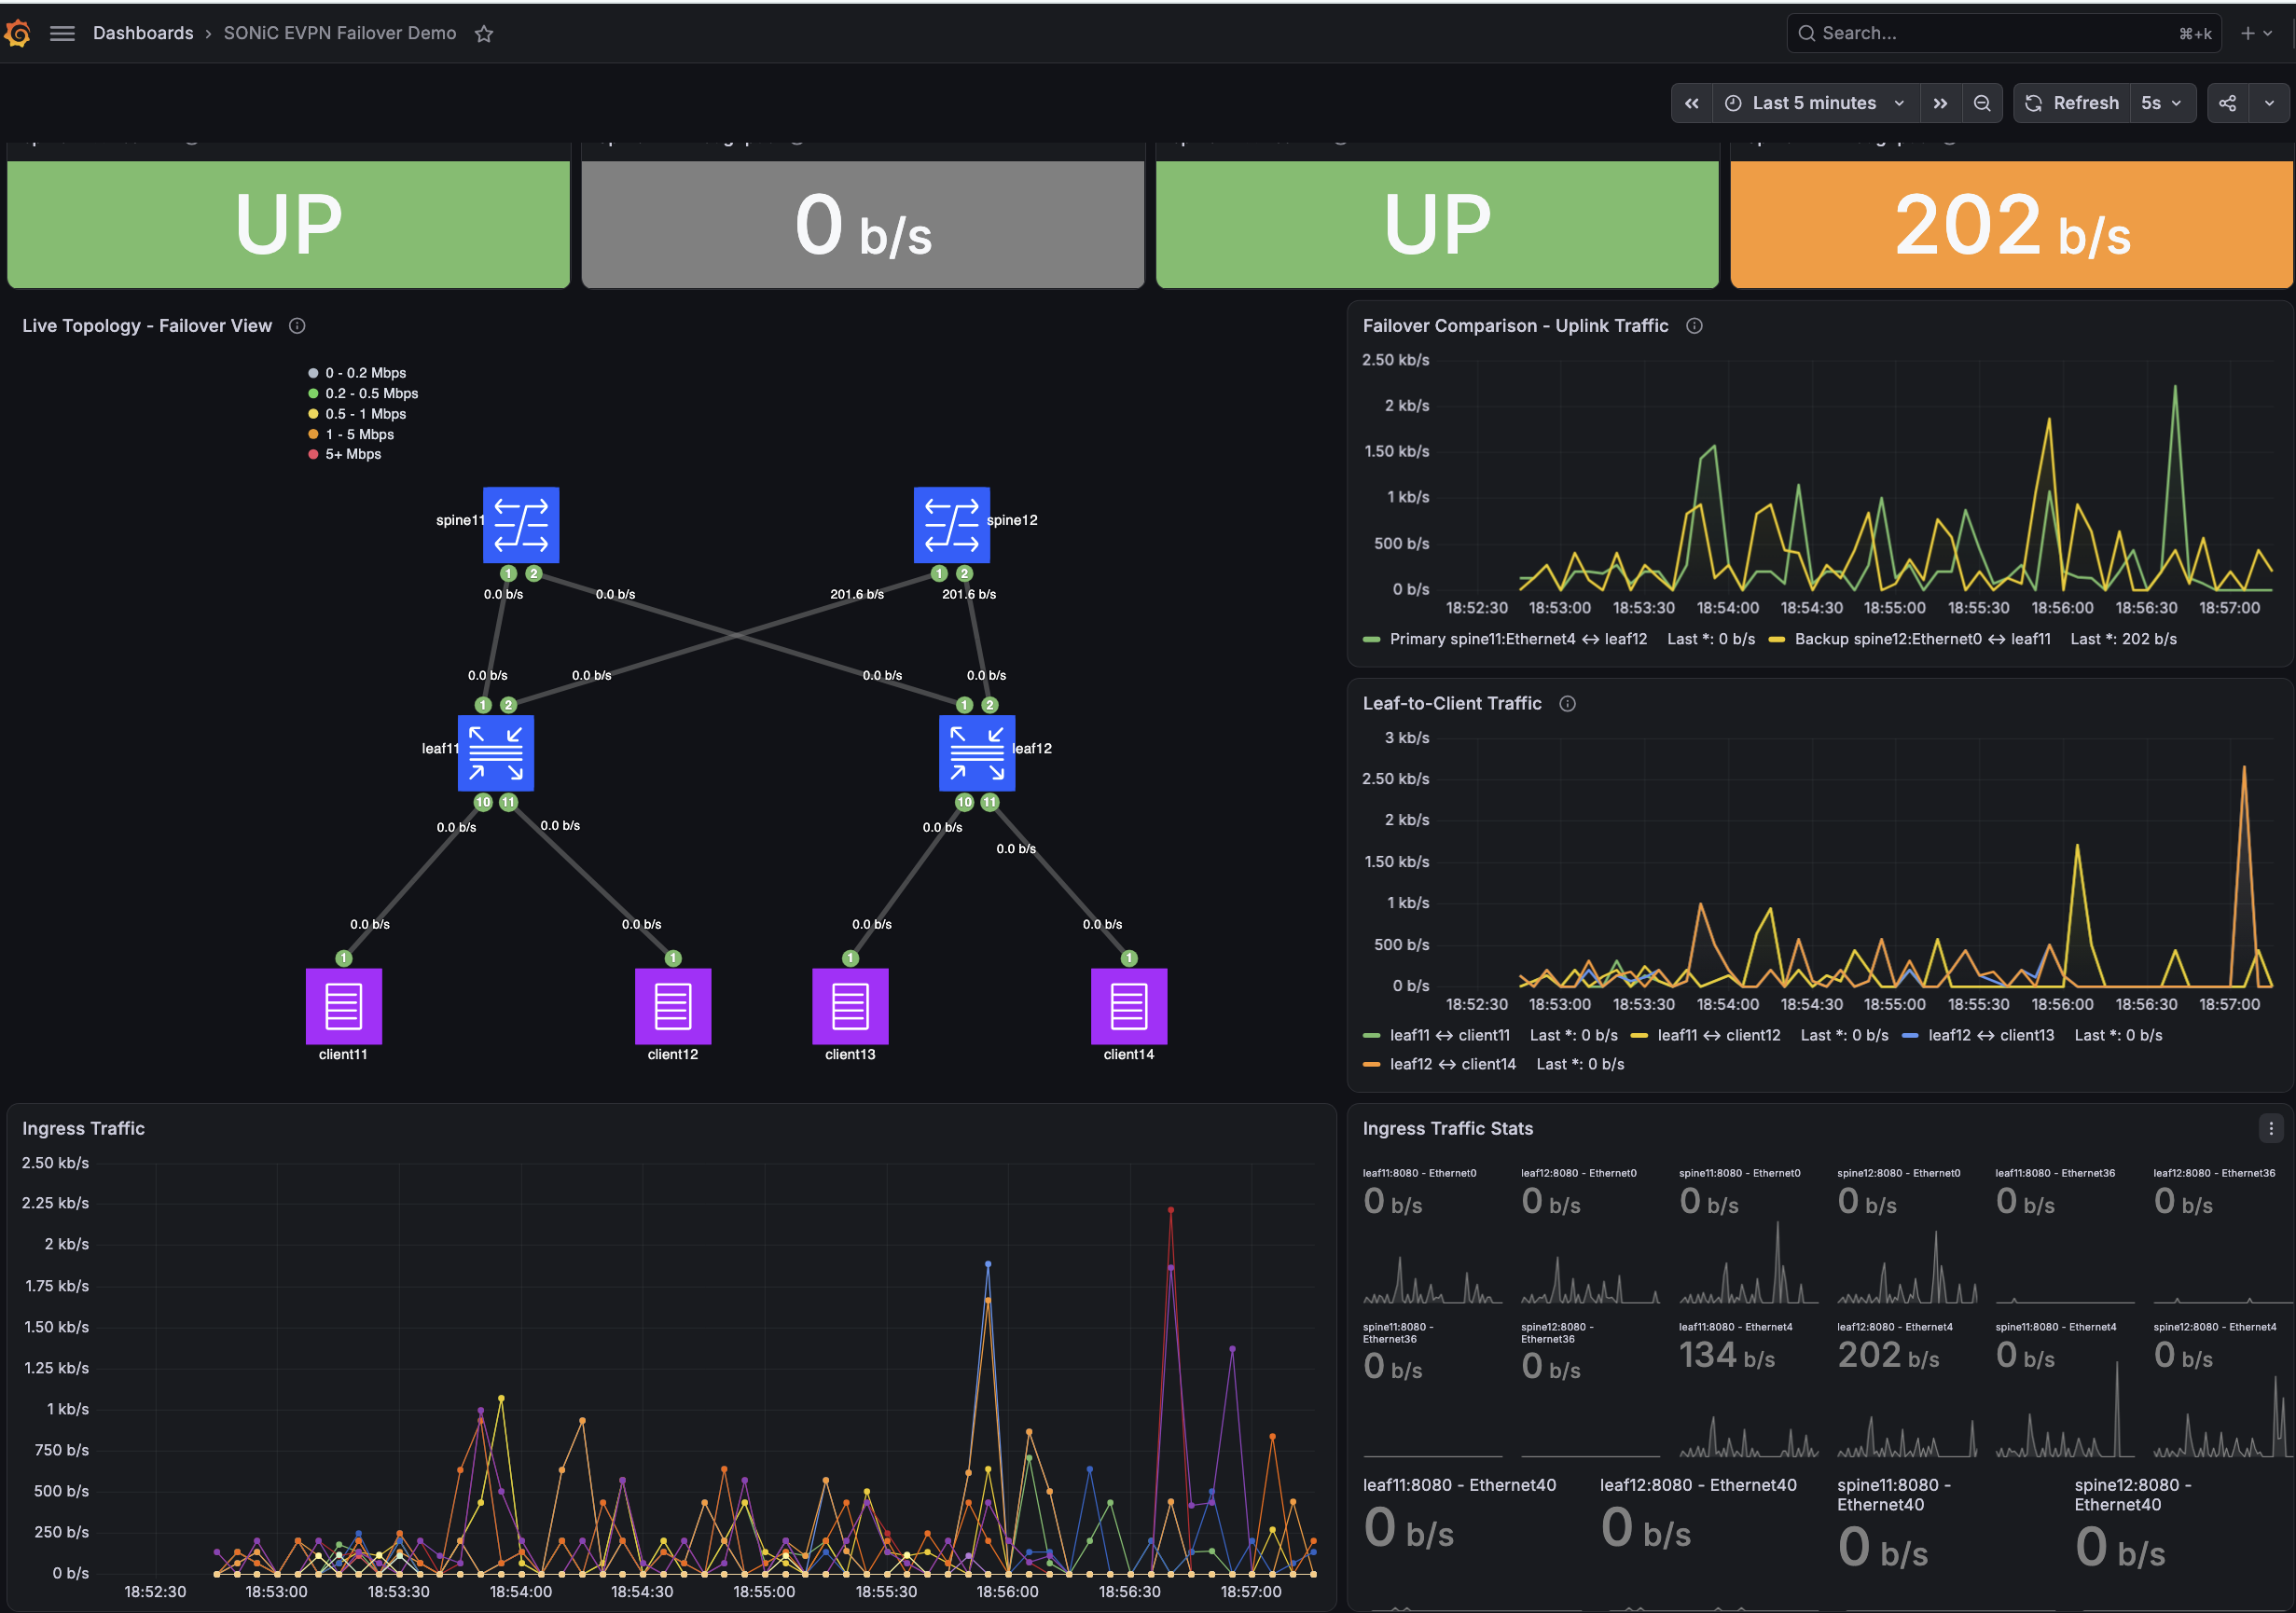 Dashboards › SONiC EVPN Failover Demo
Search... ⌘+k
Last 5 minutes
Refresh 5s
UP
0 b/s
UP
202 b/s
Live Topology - Failover View
0 - 0.2 Mbps
0.2 - 0.5 Mbps
0.5 - 1 Mbps
1 - 5 Mbps
5+ Mbps
spine11
spine12
1 2
1 2
0.0 b/s 0.0 b/s 201.6 b/s 201.6 b/s
0.0 b/s 0.0 b/s 0.0 b/s 0.0 b/s
1 2
1 2
leaf11
leaf12
10 11
10 11
0.0 b/s 0.0 b/s 0.0 b/s 0.0 b/s
0.0 b/s 0.0 b/s 0.0 b/s 0.0 b/s
1 1 1 1
client11 client12 client13 client14
Failover Comparison - Uplink Traffic
2.50 kb/s
2 kb/s
1.50 kb/s
1 kb/s
500 b/s
0 b/s
18:52:30 18:53:00 18:53:30 18:54:00 18:54:30 18:55:00 18:55:30 18:56:00 18:56:30 18:57:00
Primary spine11:Ethernet4 ↔ leaf12 Last *: 0 b/s Backup spine12:Ethernet0 ↔ leaf11 Last *: 202 b/s
Leaf-to-Client Traffic
3 kb/s
2.50 kb/s
2 kb/s
1.50 kb/s
1 kb/s
500 b/s
0 b/s
18:52:30 18:53:00 18:53:30 18:54:00 18:54:30 18:55:00 18:55:30 18:56:00 18:56:30 18:57:00
leaf11 ↔ client11 Last *: 0 b/s leaf11 ↔ client12 Last *: 0 b/s leaf12 ↔ client13 Last *: 0 b/s
leaf12 ↔ client14 Last *: 0 b/s
Ingress Traffic
2.50 kb/s
2.25 kb/s
2 kb/s
1.75 kb/s
1.50 kb/s
1.25 kb/s
1 kb/s
750 b/s
500 b/s
250 b/s
0 b/s
18:52:30 18:53:00 18:53:30 18:54:00 18:54:30 18:55:00 18:55:30 18:56:00 18:56:30 18:57:00
Ingress Traffic Stats
leaf11:8080 - Ethernet0 leaf12:8080 - Ethernet0 spine11:8080 - Ethernet0 spine12:8080 - Ethernet0 leaf11:8080 - Ethernet36 leaf12:8080 - Ethernet36
0 b/s 0 b/s 0 b/s 0 b/s 0 b/s 0 b/s
spine11:8080 - spine12:8080 - leaf11:8080 - Ethernet4 leaf12:8080 - Ethernet4 spine11:8080 - Ethernet4 spine12:8080 - Ethernet4
Ethernet36 Ethernet36
0 b/s 0 b/s 134 b/s 202 b/s 0 b/s 0 b/s
leaf11:8080 - Ethernet40 leaf12:8080 - Ethernet40 spine11:8080 - spine12:8080 -
Ethernet40 Ethernet40
0 b/s 0 b/s 0 b/s 0 b/s